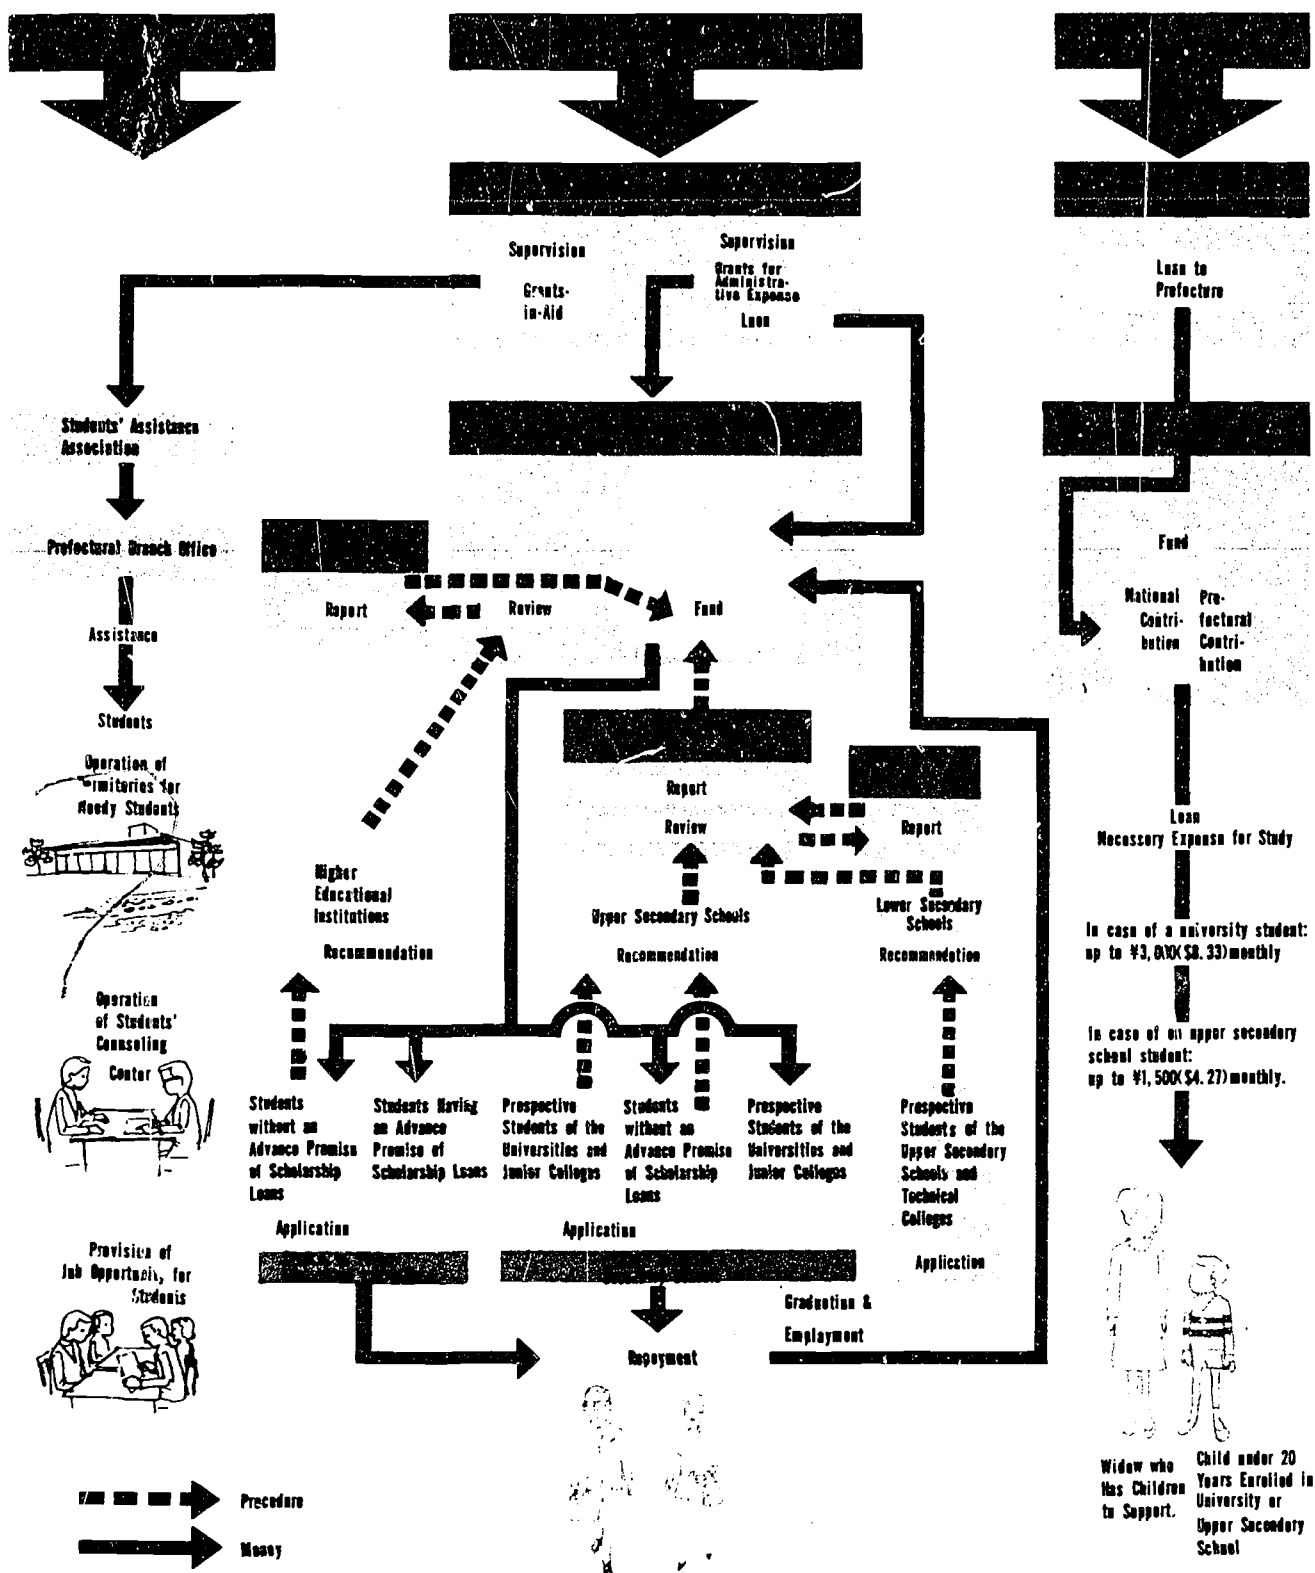 Supervision
Grants-
in-Aid
Supervision
Grants for
Administra-
tive Expense
Loan
Loan to
Prefecture
Students' Assistance
Association
Prefectural Branch Office
Assistance
Students
Operation of
for
Needy Students
Operation
of Students'
Counseling
Center
Provision of
Job for
Students
Report
Review
Fund
Higher
Educational
Institutions
Recommendation
Report
Review
Upper Secondary Schools
Recommendation
Report
Lower Secondary
Schools
Recommendation
Students
without an
Advance Promise
of Scholarship
Loans
Students Having
an Advance
Promise of
Scholarship Loans
Prospective
Students of the
Universities and
Junior Colleges
Students
without an
Advance Promise
of Scholarship
Loans
Prospective
Students of the
Universities and
Junior Colleges
Prospective
Students of the
Upper Secondary
Schools and
Technical
Colleges
Application
Application
Application
Graduation &
Employment
Repayment
Fund
National
Contri-
bution
Pre-
fectural
Contri-
bution
Loan
Necessary Expense for Study
In case of a university student:
up to ¥3,000($8.33)monthly
In case of an upper secondary
school student:
up to ¥1,500($4.27)monthly.
Widow who
Has Children
to Support.
Child under 20
Years Enrolled in
University or
Upper Secondary
School
Procedure
Money